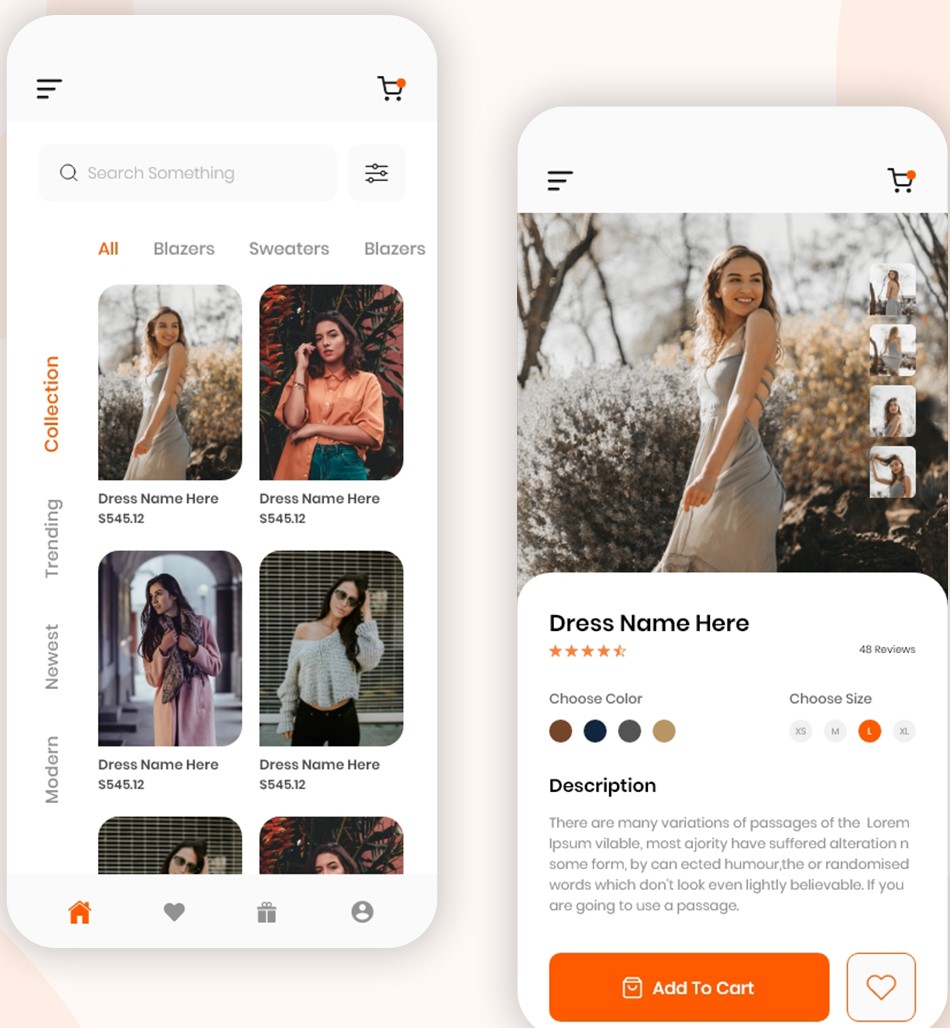 Search Something
All Blazers Sweaters Blazers
Collection
Trending
Newest
Modern
Dress Name Here
$545.12
Dress Name Here
$545.12
Dress Name Here
$545.12
Dress Name Here
$545.12
Dress Name Here
48 Reviews
Choose Color
Choose Size
XS M L XL
Description
There are many variations of passages of the Lorem
Ipsum vilable, most ajority have suffered alteration n
some form, by can ected humour,the or randomised
words which don't look even lightly believable. If you
are going to use a passage.
Add To Cart